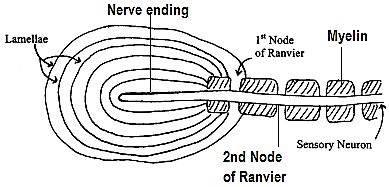 Nerve ending
Lamellae
1st Node
of Ranvier
Myelin
2nd Node
of Ranvier
Sensory Neuron